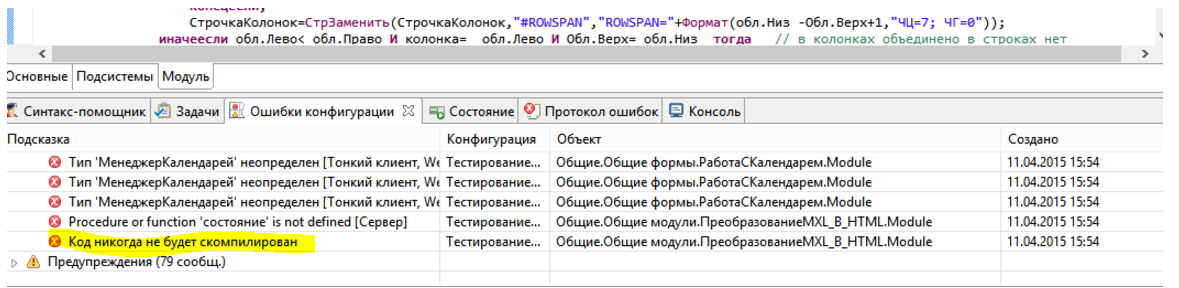 СтрочкаКолонок=СтрЗаменить(СтрочкаКолонок,"#ROWSPAN","ROWSPAN="+Формат(обл.Низ -Обл.Верх+1,"ЧЦ=7; ЧГ=0"));
иначеесли обл.Лево< обл.Право И колонка= обл.Лево И Обл.Верх= обл.Низ тогда // в колонках объединено в строках нет
Основные Подсистемы Модуль
Синтакс-помощник Задачи Ошибки конфигурации Состояние Протокол ошибок Консоль
Подсказка Конфигурация Объект Создано
Тип 'МенеджерКалендарей' неопределен [Тонкий клиент, We Тестирование... Общие.Общие формы.РаботаСКалендарем.Module 11.04.2015 15:54
Тип 'МенеджерКалендарей' неопределен [Тонкий клиент, We Тестирование... Общие.Общие формы.РаботаСКалендарем.Module 11.04.2015 15:54
Тип 'МенеджерКалендарей' неопределен [Тонкий клиент, We Тестирование... Общие.Общие формы.РаботаСКалендарем.Module 11.04.2015 15:54
Procedure or function 'состояние' is not defined [Сервер] Тестирование... Общие.Общие модули.ПреобразованиеMXL_В_HTML.Module 11.04.2015 15:54
Код никогда не будет скомпилирован Тестирование... Общие.Общие модули.ПреобразованиеMXL_В_HTML.Module 11.04.2015 15:54
Предупреждения (79 сообщ.)